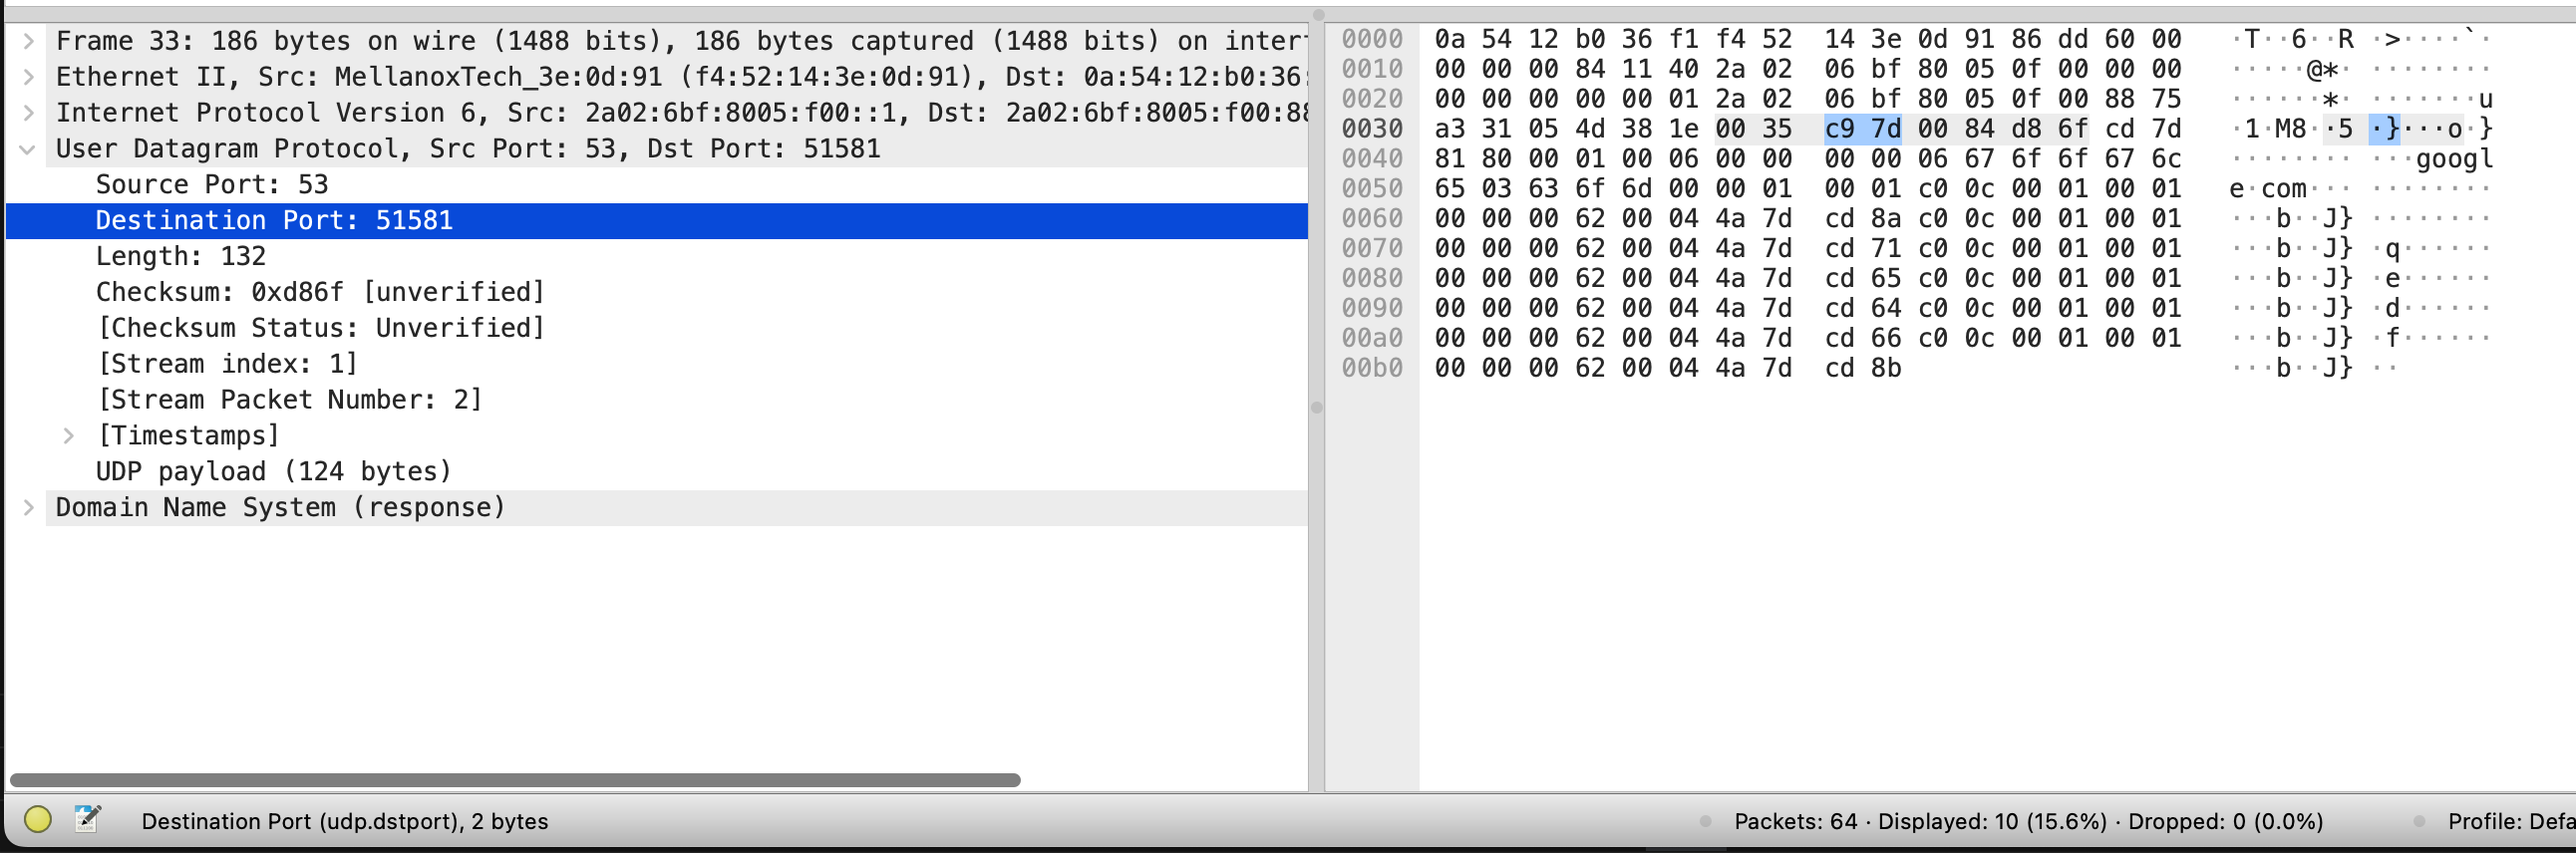 Frame 33: 186 bytes on wire (1488 bits), 186 bytes captured (1488 bits) on inter
Ethernet II, Src: MellanoxTech_3e:0d:91 (f4:52:14:3e:0d:91), Dst: 0a:54:12:b0:36:
Internet Protocol Version 6, Src: 2a02:6bf:8005:f00::1, Dst: 2a02:6bf:8005:f00:88
User Datagram Protocol, Src Port: 53, Dst Port: 51581
Source Port: 53
Destination Port: 51581
Length: 132
Checksum: 0xd86f [unverified]
[Checksum Status: Unverified]
[Stream index: 1]
[Stream Packet Number: 2]
[Timestamps]
UDP payload (124 bytes)
Domain Name System (response)
0000 0a 54 12 b0 36 f1 f4 52 14 3e 0d 91 86 dd 60 00 ·T··6··R ·>····`·
0010 00 00 00 84 11 40 2a 02 06 bf 80 05 0f 00 00 00 ·····@*· ········
0020 00 00 00 00 00 01 2a 02 06 bf 80 05 0f 00 88 75 ······*· ·······u
0030 a3 31 05 4d 38 1e 00 35 c9 7d 00 84 d8 6f cd 7d ·1·M8··5 ·}···o·}
0040 81 80 00 01 00 06 00 00 00 00 06 67 6f 6f 67 6c ········ ···googl
0050 65 03 63 6f 6d 00 00 01 00 01 c0 0c 00 01 00 01 e·com··· ········
0060 00 00 00 62 00 04 4a 7d cd 8a c0 0c 00 01 00 01 ···b··J} ········
0070 00 00 00 62 00 04 4a 7d cd 71 c0 0c 00 01 00 01 ···b··J} ·q······
0080 00 00 00 62 00 04 4a 7d cd 65 c0 0c 00 01 00 01 ···b··J} ·e······
0090 00 00 00 62 00 04 4a 7d cd 64 c0 0c 00 01 00 01 ···b··J} ·d······
00a0 00 00 00 62 00 04 4a 7d cd 66 c0 0c 00 01 00 01 ···b··J} ·f······
00b0 00 00 00 62 00 04 4a 7d cd 8b ···b··J} ··
Destination Port (udp.dstport), 2 bytes
Packets: 64 · Displayed: 10 (15.6%) · Dropped: 0 (0.0%)
Profile: Defa